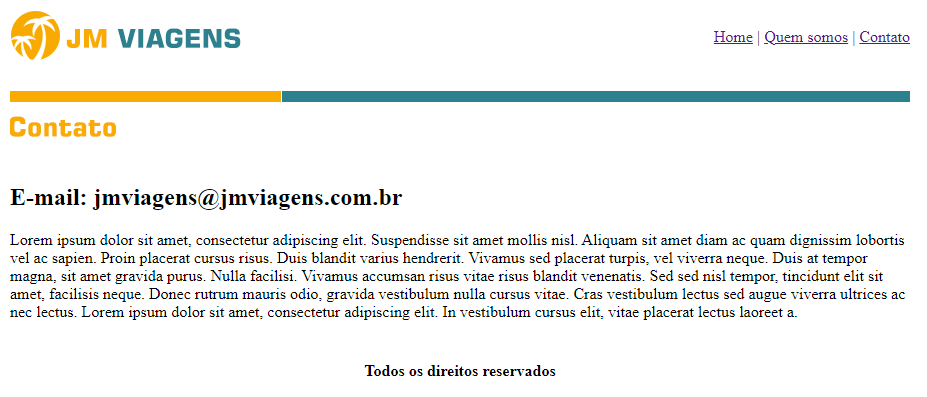 JM VIAGENS
Home | Quem somos | Contato
Contato
E-mail: jmviagens@jmviagens.com.br
Lorem ipsum dolor sit amet, consectetur adipiscing elit. Suspendisse sit amet mollis nisl. Aliquam sit amet diam ac quam dignissim lobortis
vel ac sapien. Proin placerat cursus risus. Duis blandit varius hendrerit. Vivamus sed placerat turpis, vel viverra neque. Duis at tempor
magna, sit amet gravida purus. Nulla facilisi. Vivamus accumsan risus vitae risus blandit venenatis. Sed sed nisl tempor, tincidunt elit sit
amet, facilisis neque. Donec rutrum mauris odio, gravida vestibulum nulla cursus vitae. Cras vestibulum lectus sed augue viverra ultrices ac
nec lectus. Lorem ipsum dolor sit amet, consectetur adipiscing elit. In vestibulum cursus elit, vitae placerat lectus laoreet a.
Todos os direitos reservados